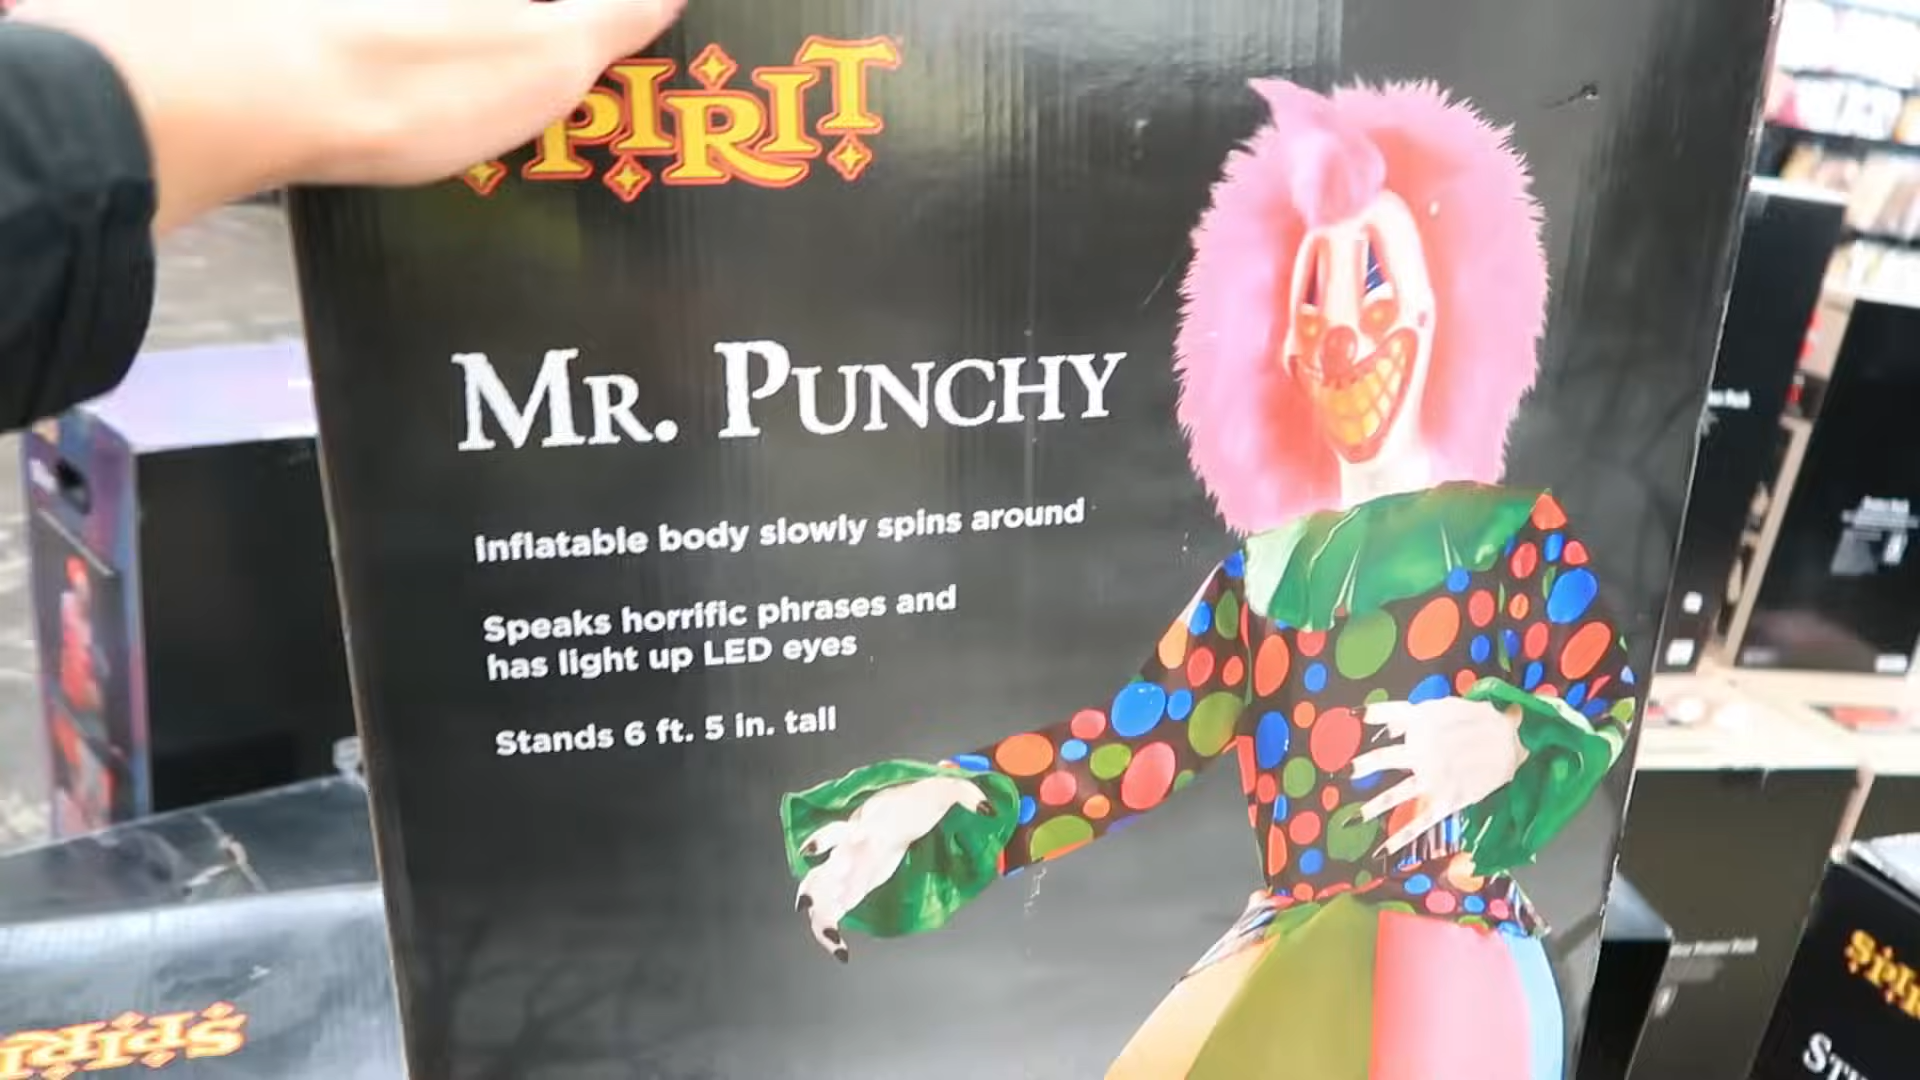 SPIRIT
MR. PUNCHY
Inflatable body slowly spins around
Speaks horrific phrases and
has light up LED eyes
Stands 6 ft. 5 in. tall
SPIRIT